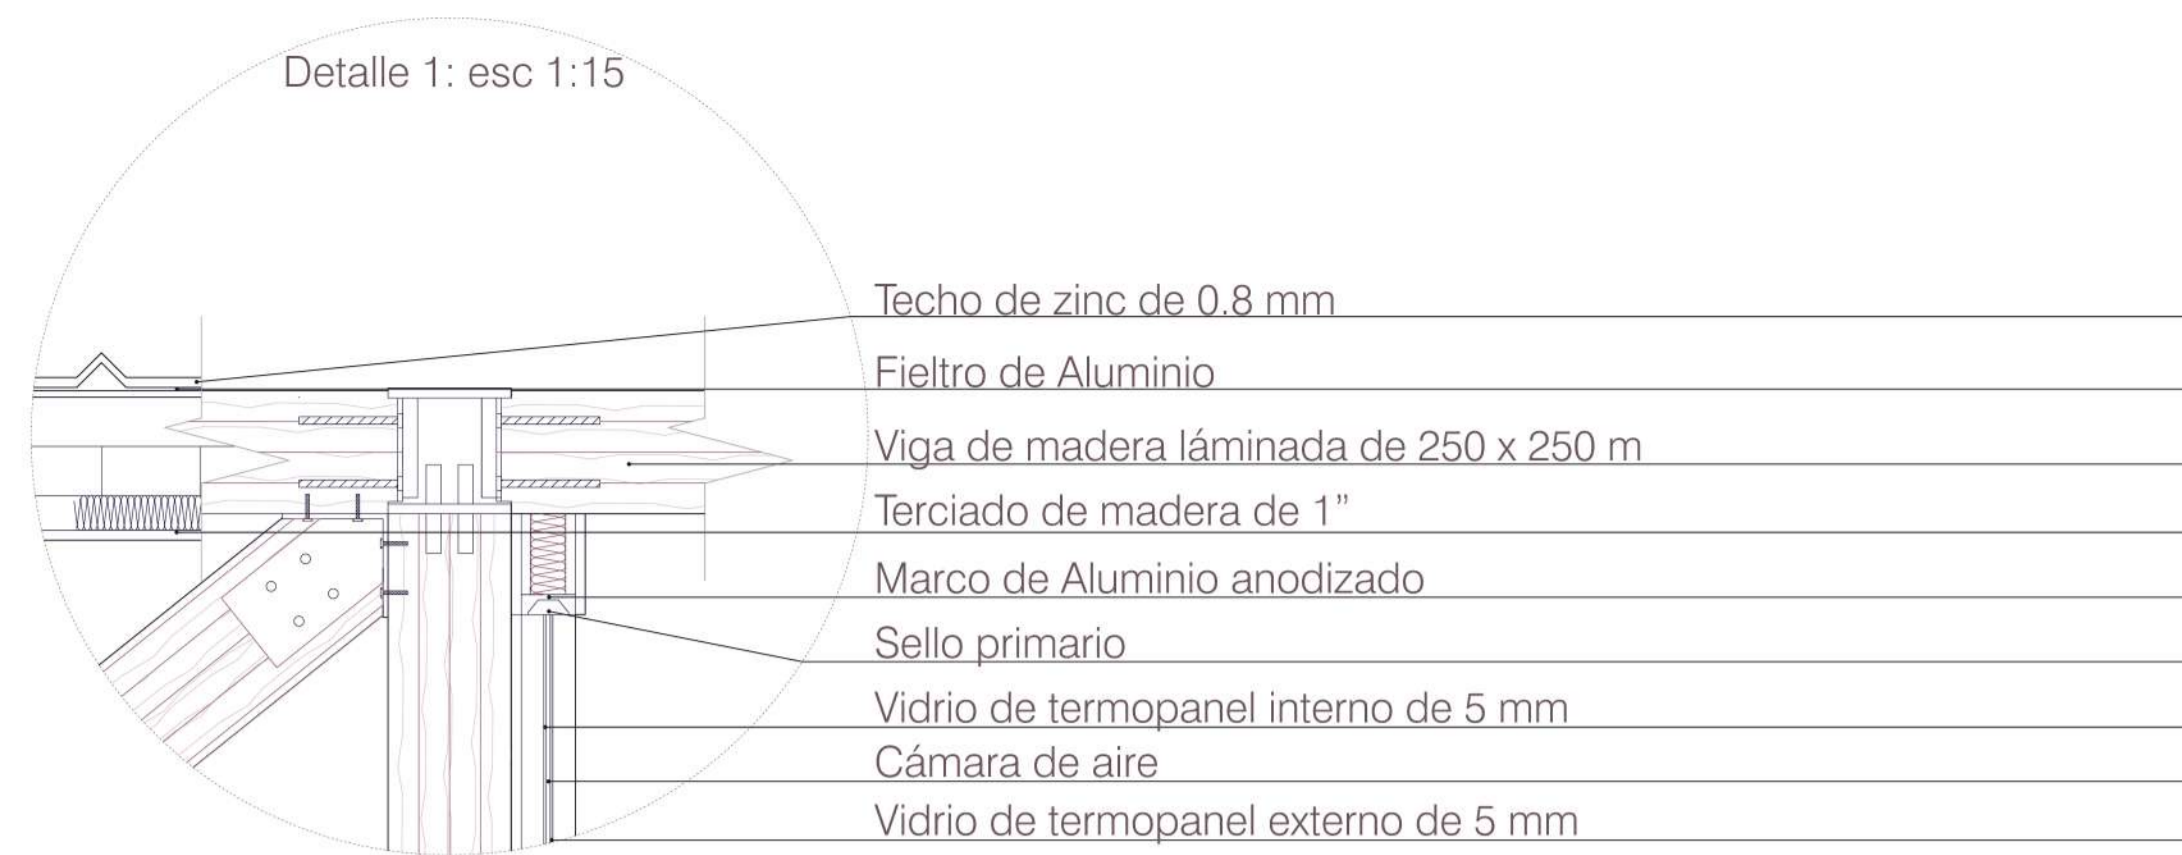 Detalle 1: esc 1:15
Techo de zinc de 0.8 mm
Fieltro de Aluminio
Viga de madera láminada de 250 x 250 m
Terciado de madera de 1”
Marco de Aluminio anodizado
Sello primario
Vidrio de termopanel interno de 5 mm
Cámara de aire
Vidrio de termopanel externo de 5 mm